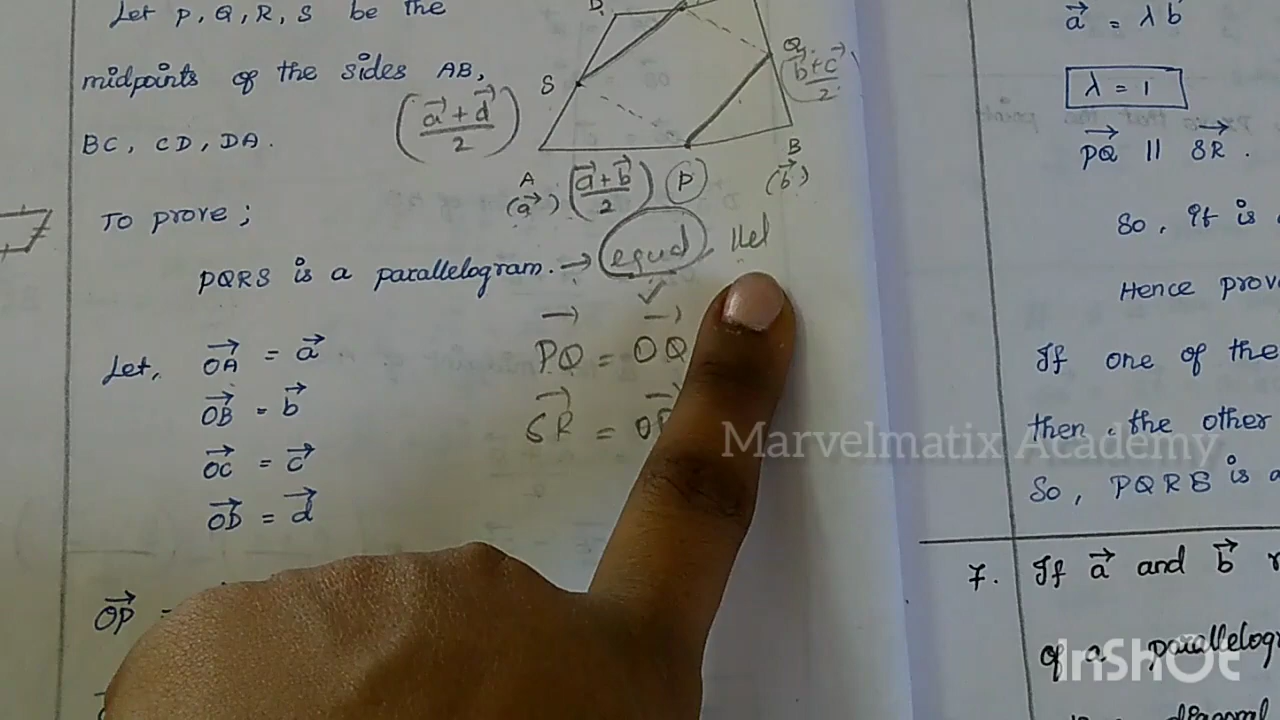 Let P, Q, R, S be the
midpoints of the sides AB,
BC, CD, DA.
To prove;
PQRS is a parallelogram. → equal, llel
Let, OA⃗ = a⃗
OB⃗ = b⃗
OC⃗ = c⃗
OD⃗ = d⃗
OP⃗ =
D
S
(a⃗ + d⃗ / 2)
Q
(b⃗ + c⃗ / 2)
A
(a⃗)
(a⃗ + b⃗ / 2)
P
B
(b⃗)
✓
PQ⃗ = OQ⃗
SR⃗ =
a⃗ = λ b⃗
λ = 1
PQ⃗ || SR⃗.
So, it is
Hence prov
If one of the
then, the other
So, PQRS is a
7. If a⃗ and b⃗
of a parallelog
diagonal
Marvelmatix Academy
InShOt